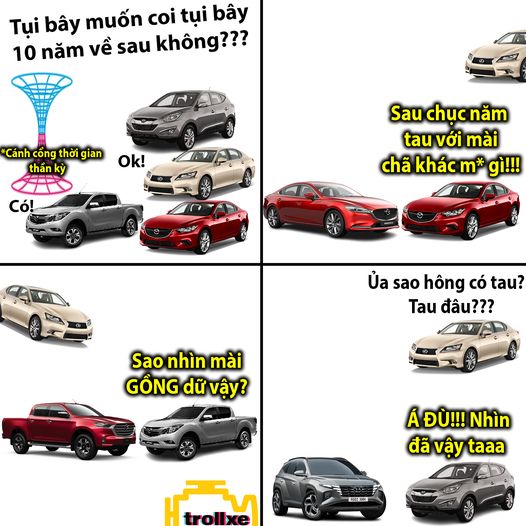 Tụi bây muốn coi tụi bây
10 năm về sau không???
*Cánh cổng thời gian
thần kỳ
Ok!
Có!
Sau chục năm
tau với mài
chã khác m* gì!!!
Sao nhìn mài
GỒNG dữ vậy?
trollxe
Ủa sao hông có tau?
Tau đâu???
Á ĐÙ!!! Nhìn
đã vậy taaa